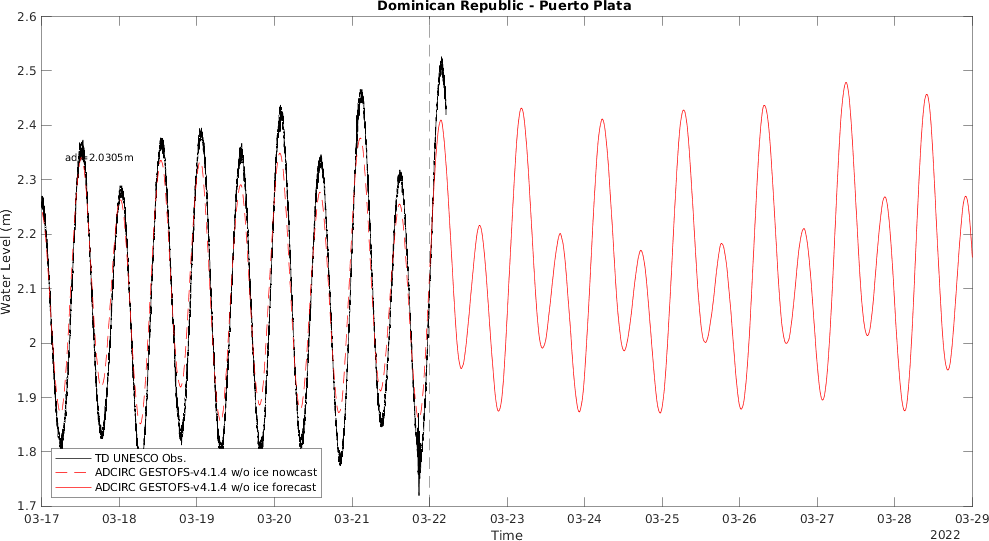 Dominican Republic - Puerto Plata
2.6
2.5
2.4
2.3
2.2
2.1
2
1.9
1.8
1.7
Water Level (m)
=2.0305m
TD UNESCO Obs.
ADCIRC GESTOFS-v4.1.4 w/o ice nowcast
ADCIRC GESTOFS-v4.1.4 w/o ice forecast
03-17 03-18 03-19 03-20 03-21 03-22 03-23 03-24 03-25 03-26 03-27 03-28 03-29
Time
2022